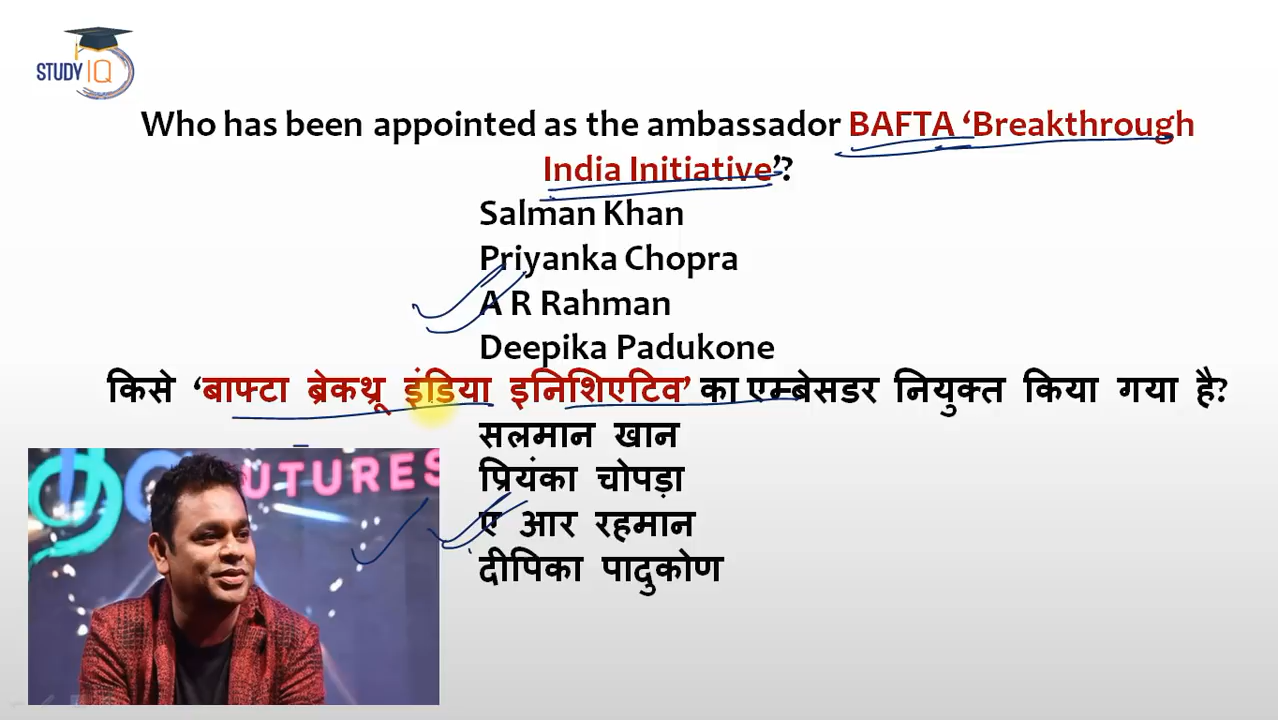 STUDY IQ
Who has been appointed as the ambassador BAFTA ‘Breakthrough
India Initiative’?
Salman Khan
Priyanka Chopra
A R Rahman
Deepika Padukone
किसे ‘बाफ्टा ब्रेकथ्रू इंडिया इनिशिएटिव’ का एम्बेसडर नियुक्त किया गया है?
सलमान खान
प्रियंका चोपड़ा
ए आर रहमान
दीपिका पादुकोण
UTURES